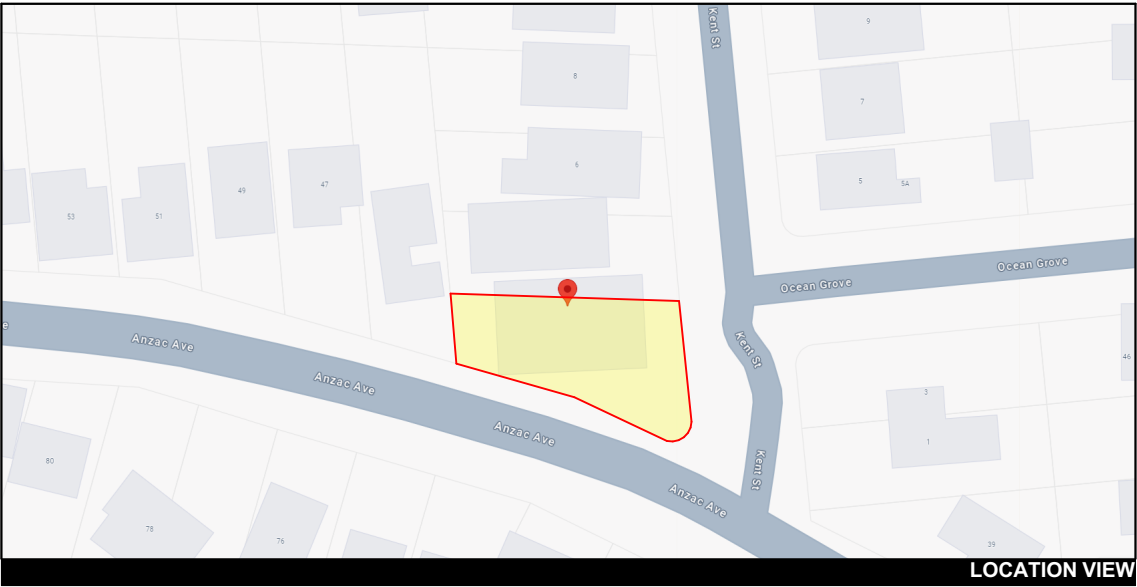 Kent St
9
8
7
6
5
5A
47
49
51
53
Ocean Grove
Ocean Grove
e
Anzac Ave
Kent St
Anzac Ave
46
3
Anzac Ave
1
Kent St
80
Anzac Ave
78
76
39
LOCATION VIEW